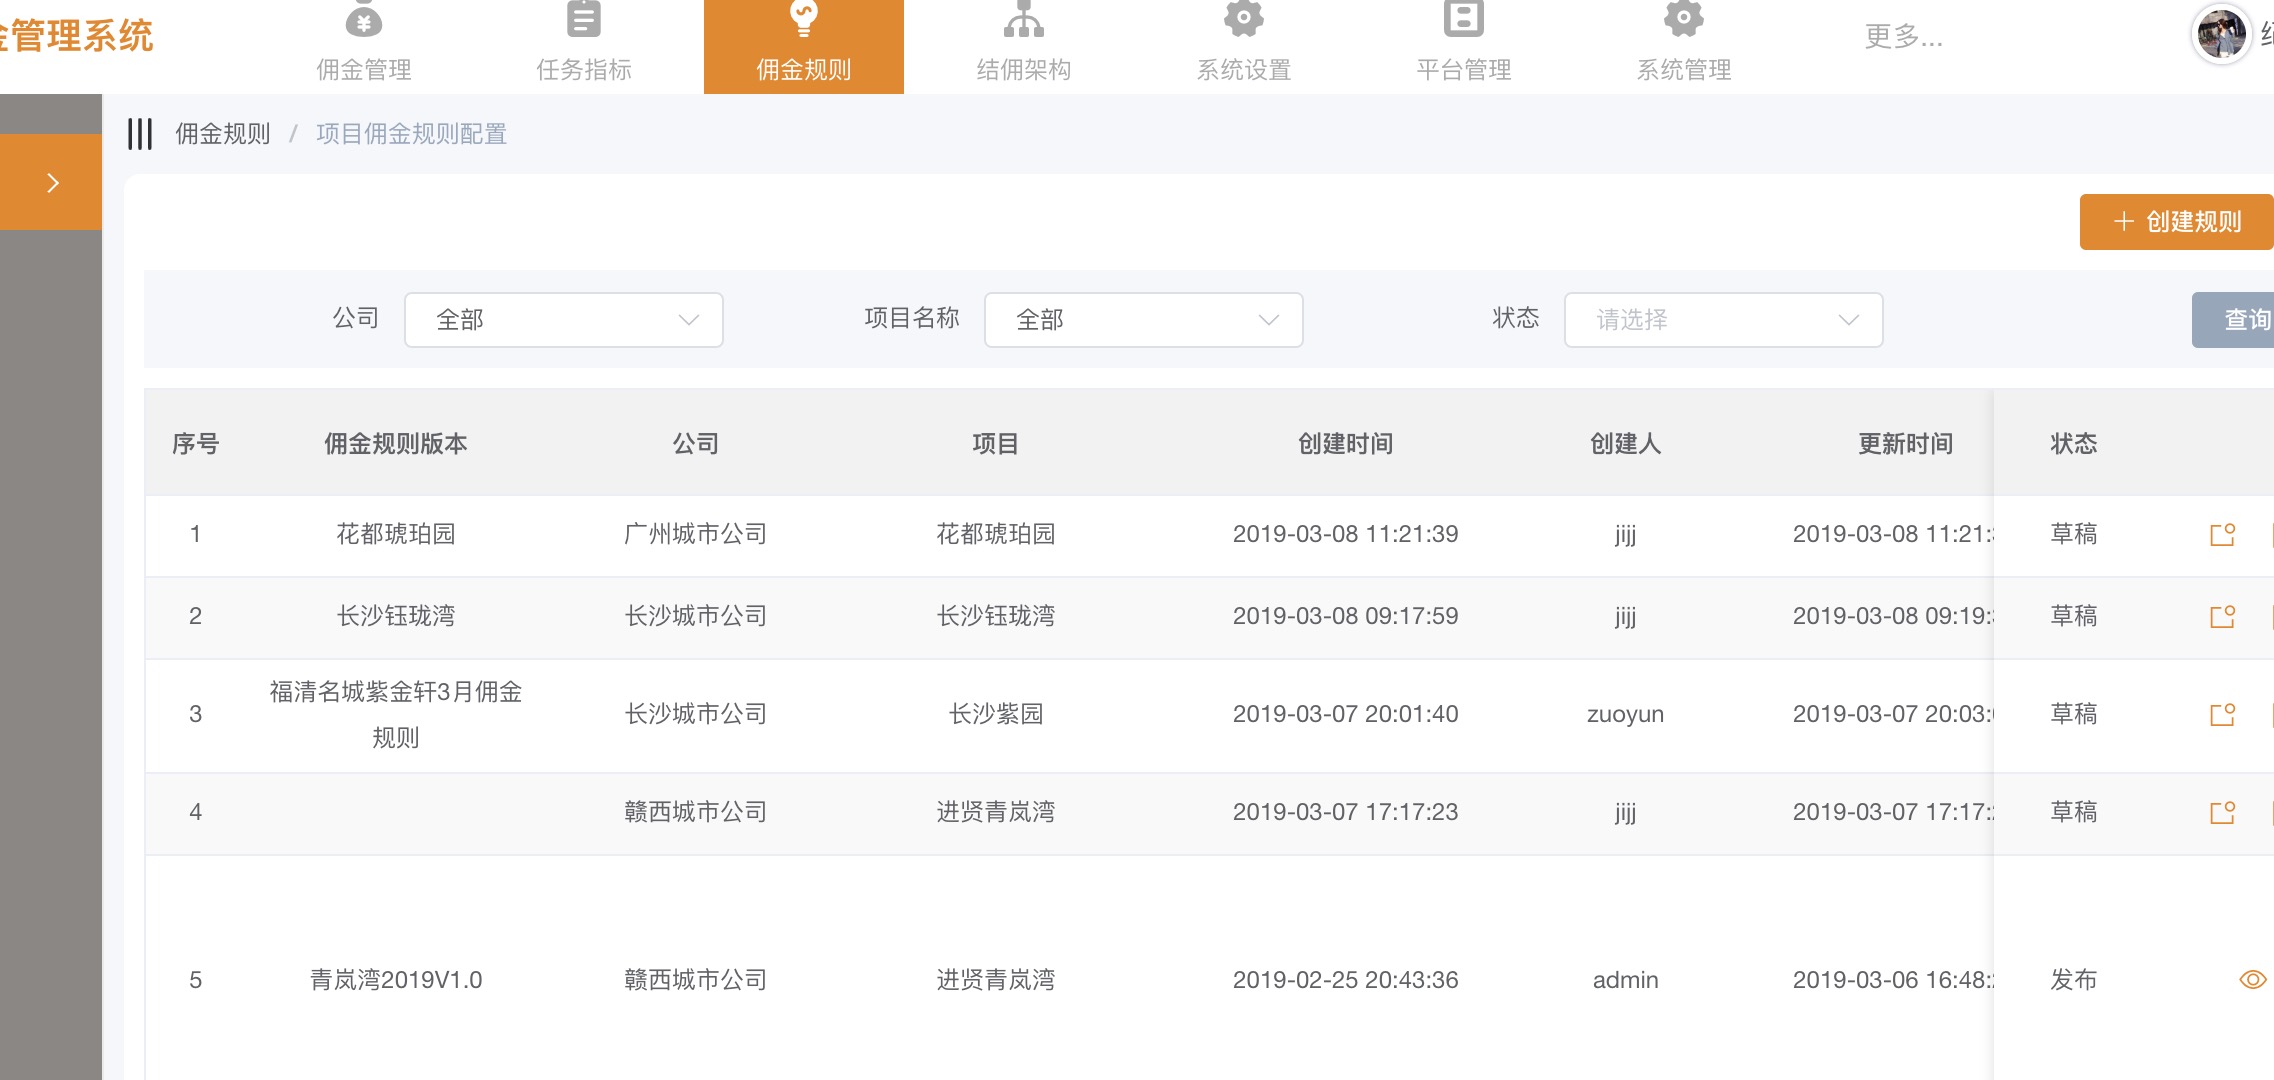 金管理系统
佣金管理
任务指标
佣金规则
结佣架构
系统设置
平台管理
系统管理
更多...
佣金规则 / 项目佣金规则配置
创建规则
公司 全部 项目名称 全部 状态 请选择 查询
序号 佣金规则版本 公司 项目 创建时间 创建人 更新时间 状态
1 花都琥珀园 广州城市公司 花都琥珀园 2019-03-08 11:21:39 jijj 2019-03-08 11:21: 草稿
2 长沙钰珑湾 长沙城市公司 长沙钰珑湾 2019-03-08 09:17:59 jijj 2019-03-08 09:19: 草稿
3 福清名城紫金轩3月佣金
规则 长沙城市公司 长沙紫园 2019-03-07 20:01:40 zuoyun 2019-03-07 20:03: 草稿
4 赣西城市公司 进贤青岚湾 2019-03-07 17:17:23 jijj 2019-03-07 17:17: 草稿
5 青岚湾2019V1.0 赣西城市公司 进贤青岚湾 2019-02-25 20:43:36 admin 2019-03-06 16:48: 发布